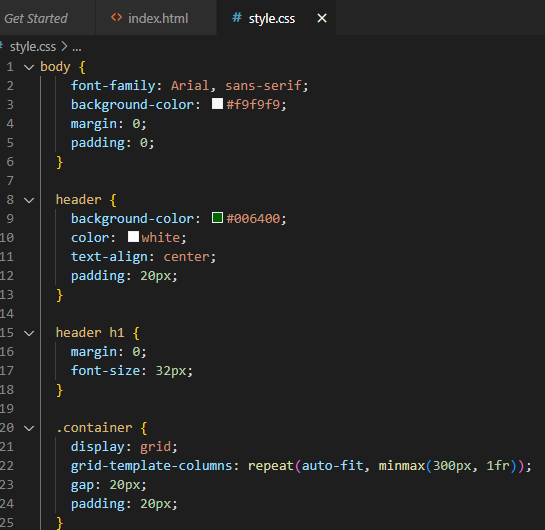 Get Started <> index.html # style.css ×
# style.css > ...
1 body {
2 font-family: Arial, sans-serif;
3 background-color: #f9f9f9;
4 margin: 0;
5 padding: 0;
6 }
7
8 header {
9 background-color: #006400;
10 color: white;
11 text-align: center;
12 padding: 20px;
13 }
14
15 header h1 {
16 margin: 0;
17 font-size: 32px;
18 }
19
20 .container {
21 display: grid;
22 grid-template-columns: repeat(auto-fit, minmax(300px, 1fr));
23 gap: 20px;
24 padding: 20px;
25 }